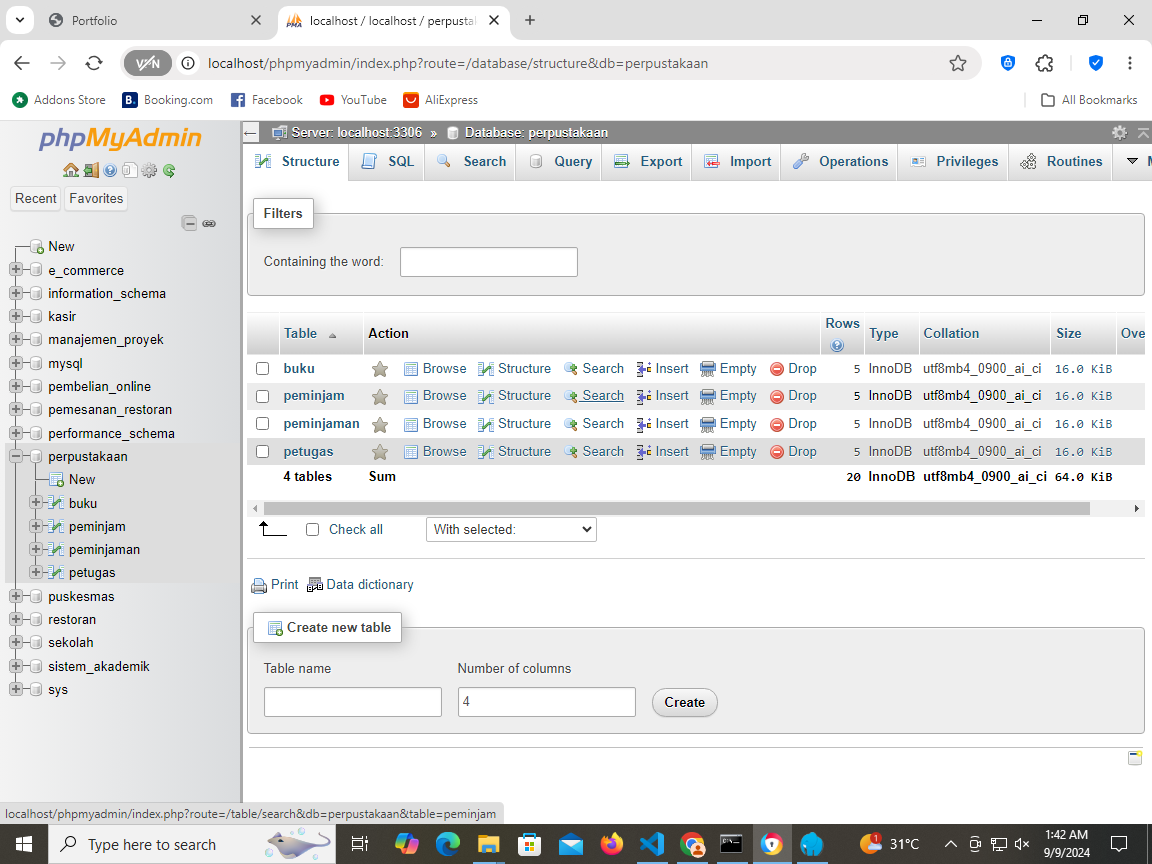 Portfolio
localhost / localhost / perpusta
localhost/phpmyadmin/index.php?route=/database/structure&db=perpustakaan
Addons Store
Booking.com
Facebook
YouTube
AliExpress
All Bookmarks
phpMyAdmin
Recent
Favorites
New
e_commerce
information_schema
kasir
manajemen_proyek
mysql
pembelian_online
pemesanan_restoran
performance_schema
perpustakaan
New
buku
peminjam
peminjaman
petugas
puskesmas
restoran
sekolah
sistem_akademik
sys
Server: localhost:3306 » Database: perpustakaan
Structure
SQL
Search
Query
Export
Import
Operations
Privileges
Routines
M
Filters
Containing the word:
Table Action Rows Type Collation Size Ove
buku Browse Structure Search Insert Empty Drop 5 InnoDB utf8mb4_0900_ai_ci 16.0 KiB
peminjam Browse Structure Search Insert Empty Drop 5 InnoDB utf8mb4_0900_ai_ci 16.0 KiB
peminjaman Browse Structure Search Insert Empty Drop 5 InnoDB utf8mb4_0900_ai_ci 16.0 KiB
petugas Browse Structure Search Insert Empty Drop 5 InnoDB utf8mb4_0900_ai_ci 16.0 KiB
4 tables Sum 20 InnoDB utf8mb4_0900_ai_ci 64.0 KiB
Check all
With selected:
Print
Data dictionary
Create new table
Table name
Number of columns
4
Create
localhost/phpmyadmin/index.php?route=/table/search&db=perpustakaan&table=peminjam
Type here to search
1
31°C
1:42 AM
9/9/2024